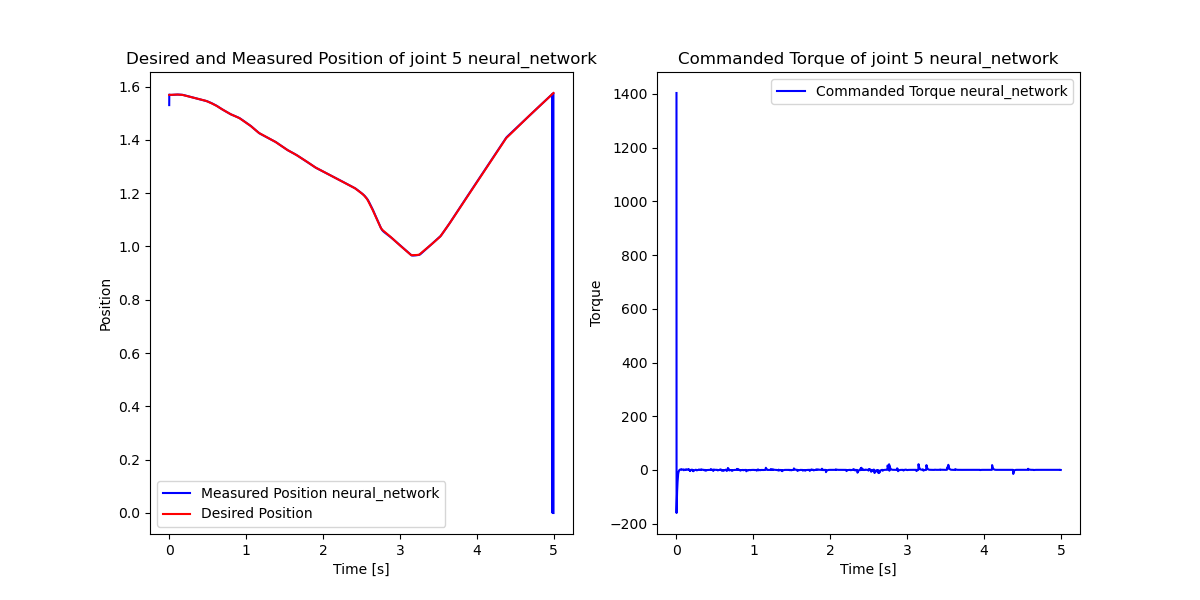 Desired and Measured Position of joint 5 neural_network
Position
1.6
1.4
1.2
1.0
0.8
0.6
0.4
0.2
0.0
Measured Position neural_network
Desired Position
0 1 2 3 4 5
Time [s]
Commanded Torque of joint 5 neural_network
Torque
1400
1200
1000
800
600
400
200
0
−200
Commanded Torque neural_network
0 1 2 3 4 5
Time [s]